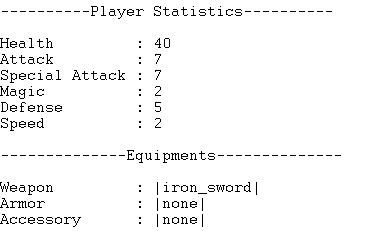 ----------Player Statistics----------
Health         : 40
Attack         : 7
Special Attack : 7
Magic          : 2
Defense        : 5
Speed          : 2
--------------Equipments--------------
Weapon         : |iron_sword|
Armor          : |none|
Accessory      : |none|